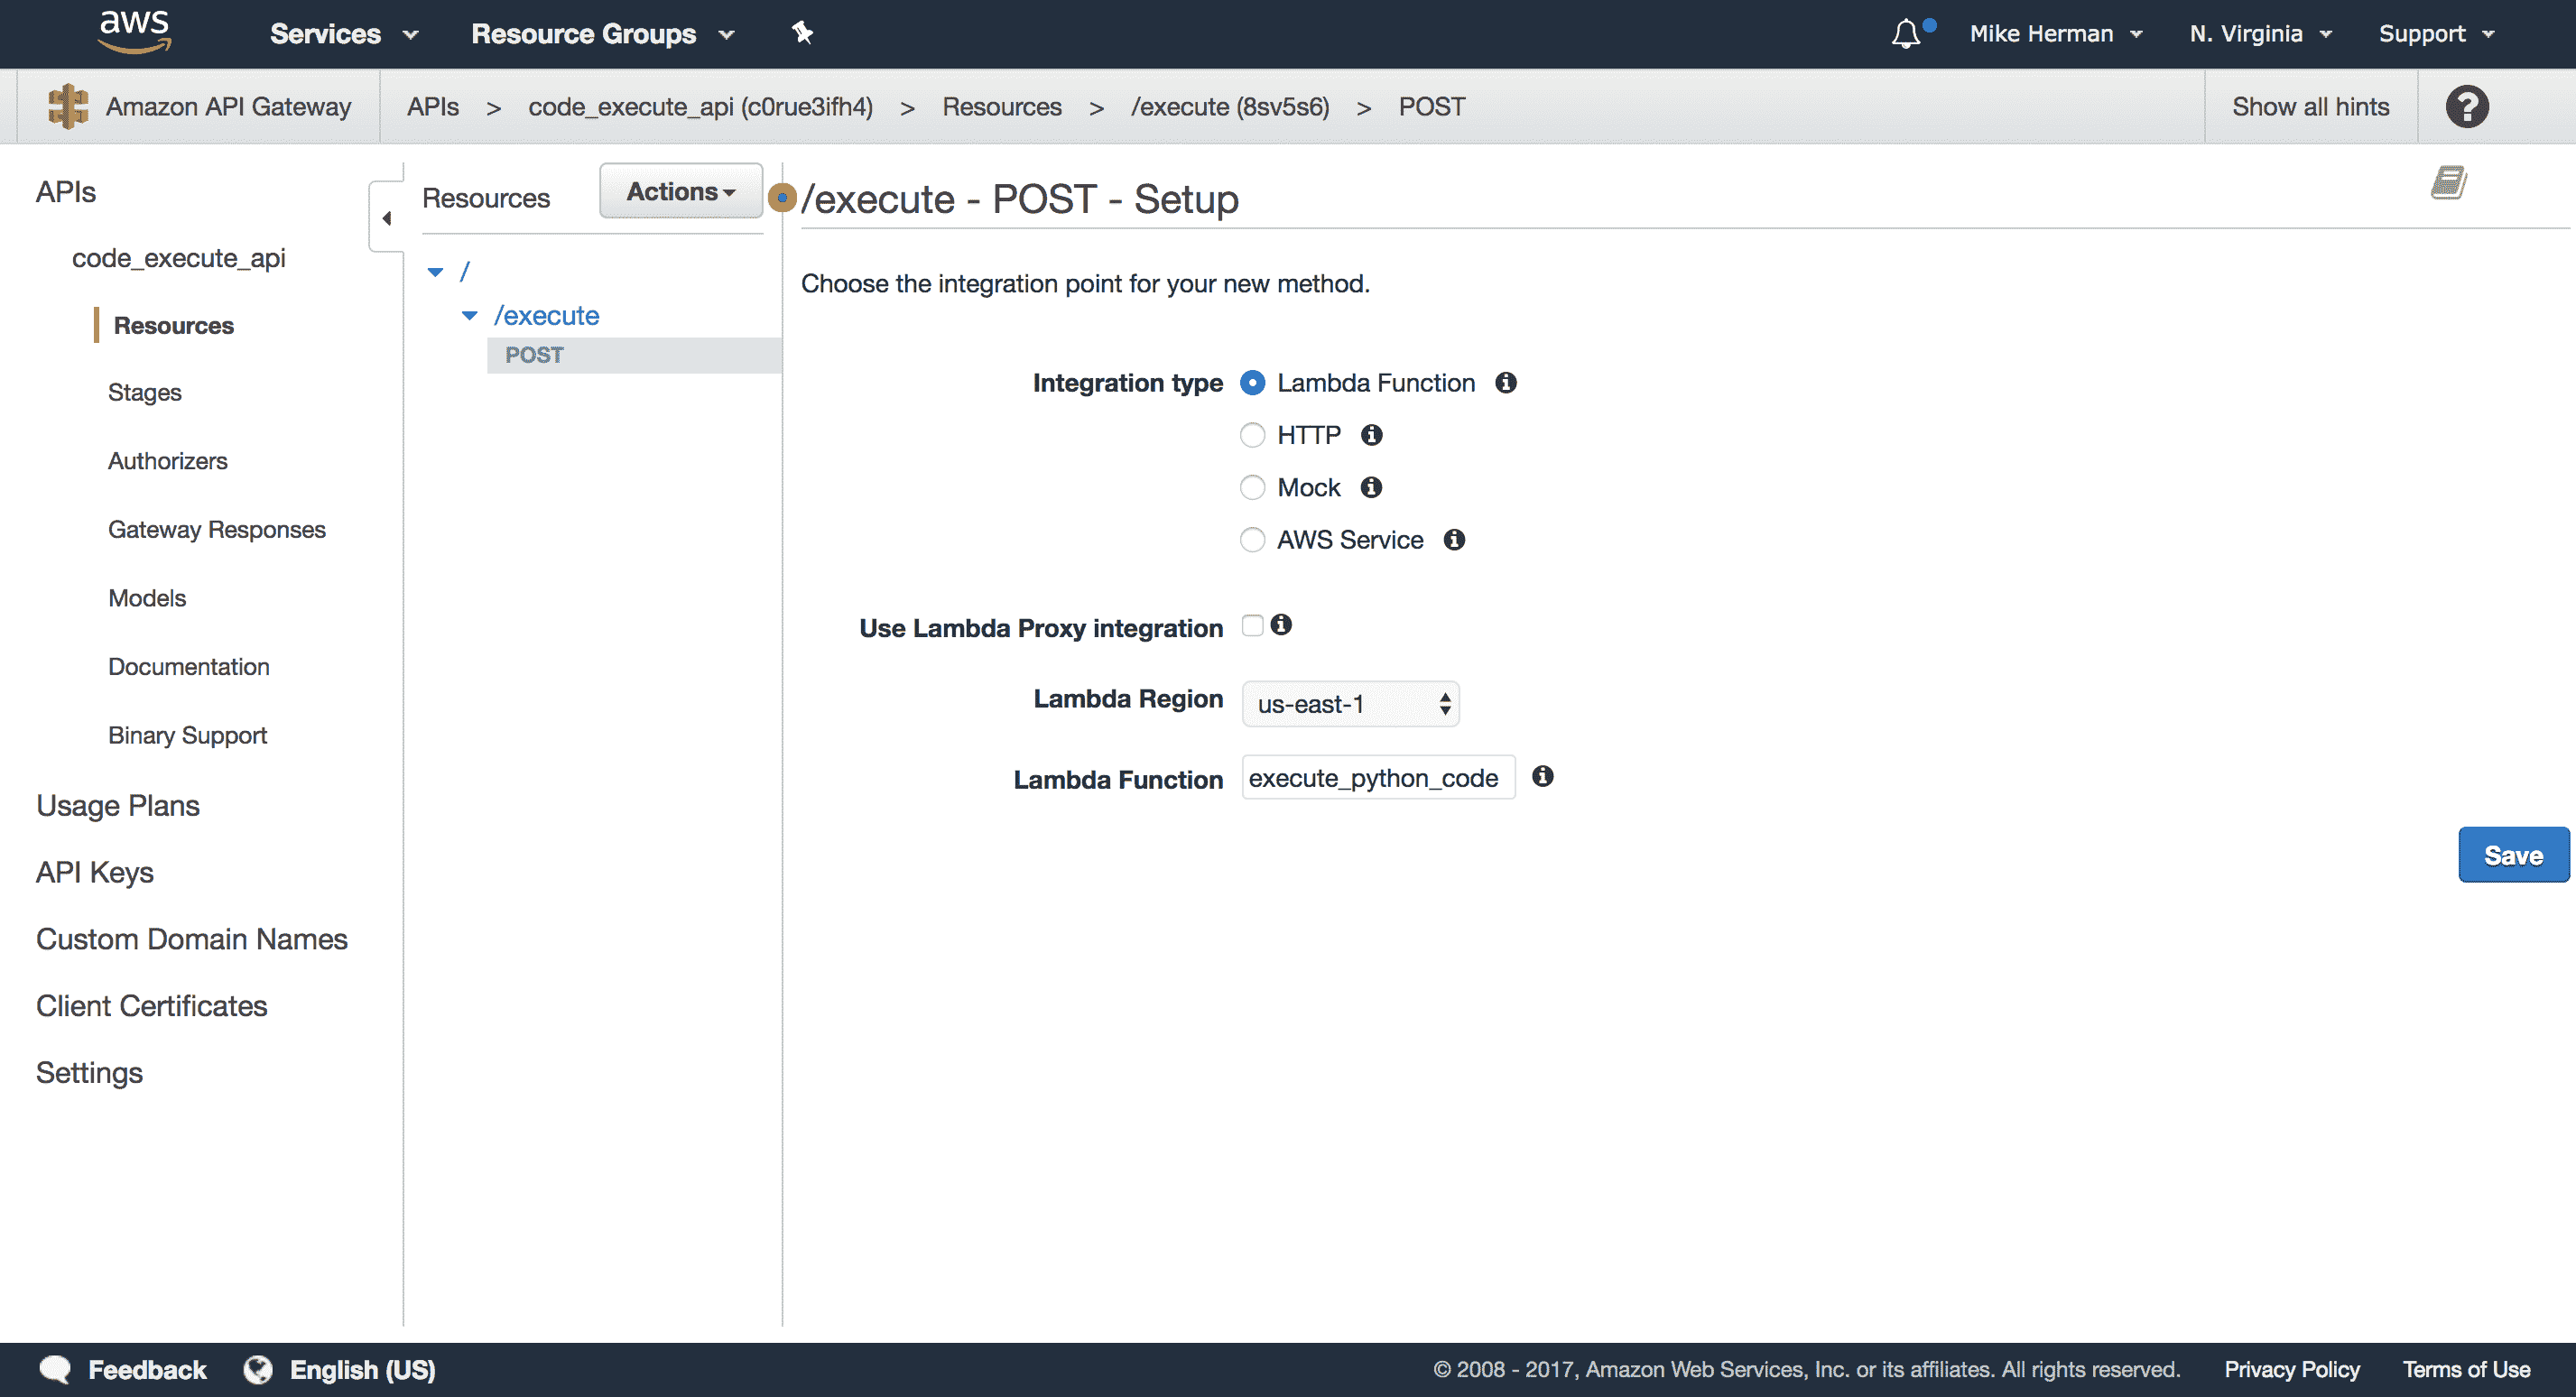 aws Services Resource Groups Mike Herman N. Virginia Support
Amazon API Gateway APIs > code_execute_api (c0rue3ifh4) > Resources > /execute (8sv5s6) > POST Show all hints ?
APIs
code_execute_api
Resources
Stages
Authorizers
Gateway Responses
Models
Documentation
Binary Support
Usage Plans
API Keys
Custom Domain Names
Client Certificates
Settings
Resources Actions
/
/execute
POST
/execute - POST - Setup
Choose the integration point for your new method.
Integration type Lambda Function
HTTP
Mock
AWS Service
Use Lambda Proxy integration
Lambda Region us-east-1
Lambda Function execute_python_code
Save
Feedback English (US) © 2008 - 2017, Amazon Web Services, Inc. or its affiliates. All rights reserved. Privacy Policy Terms of Use